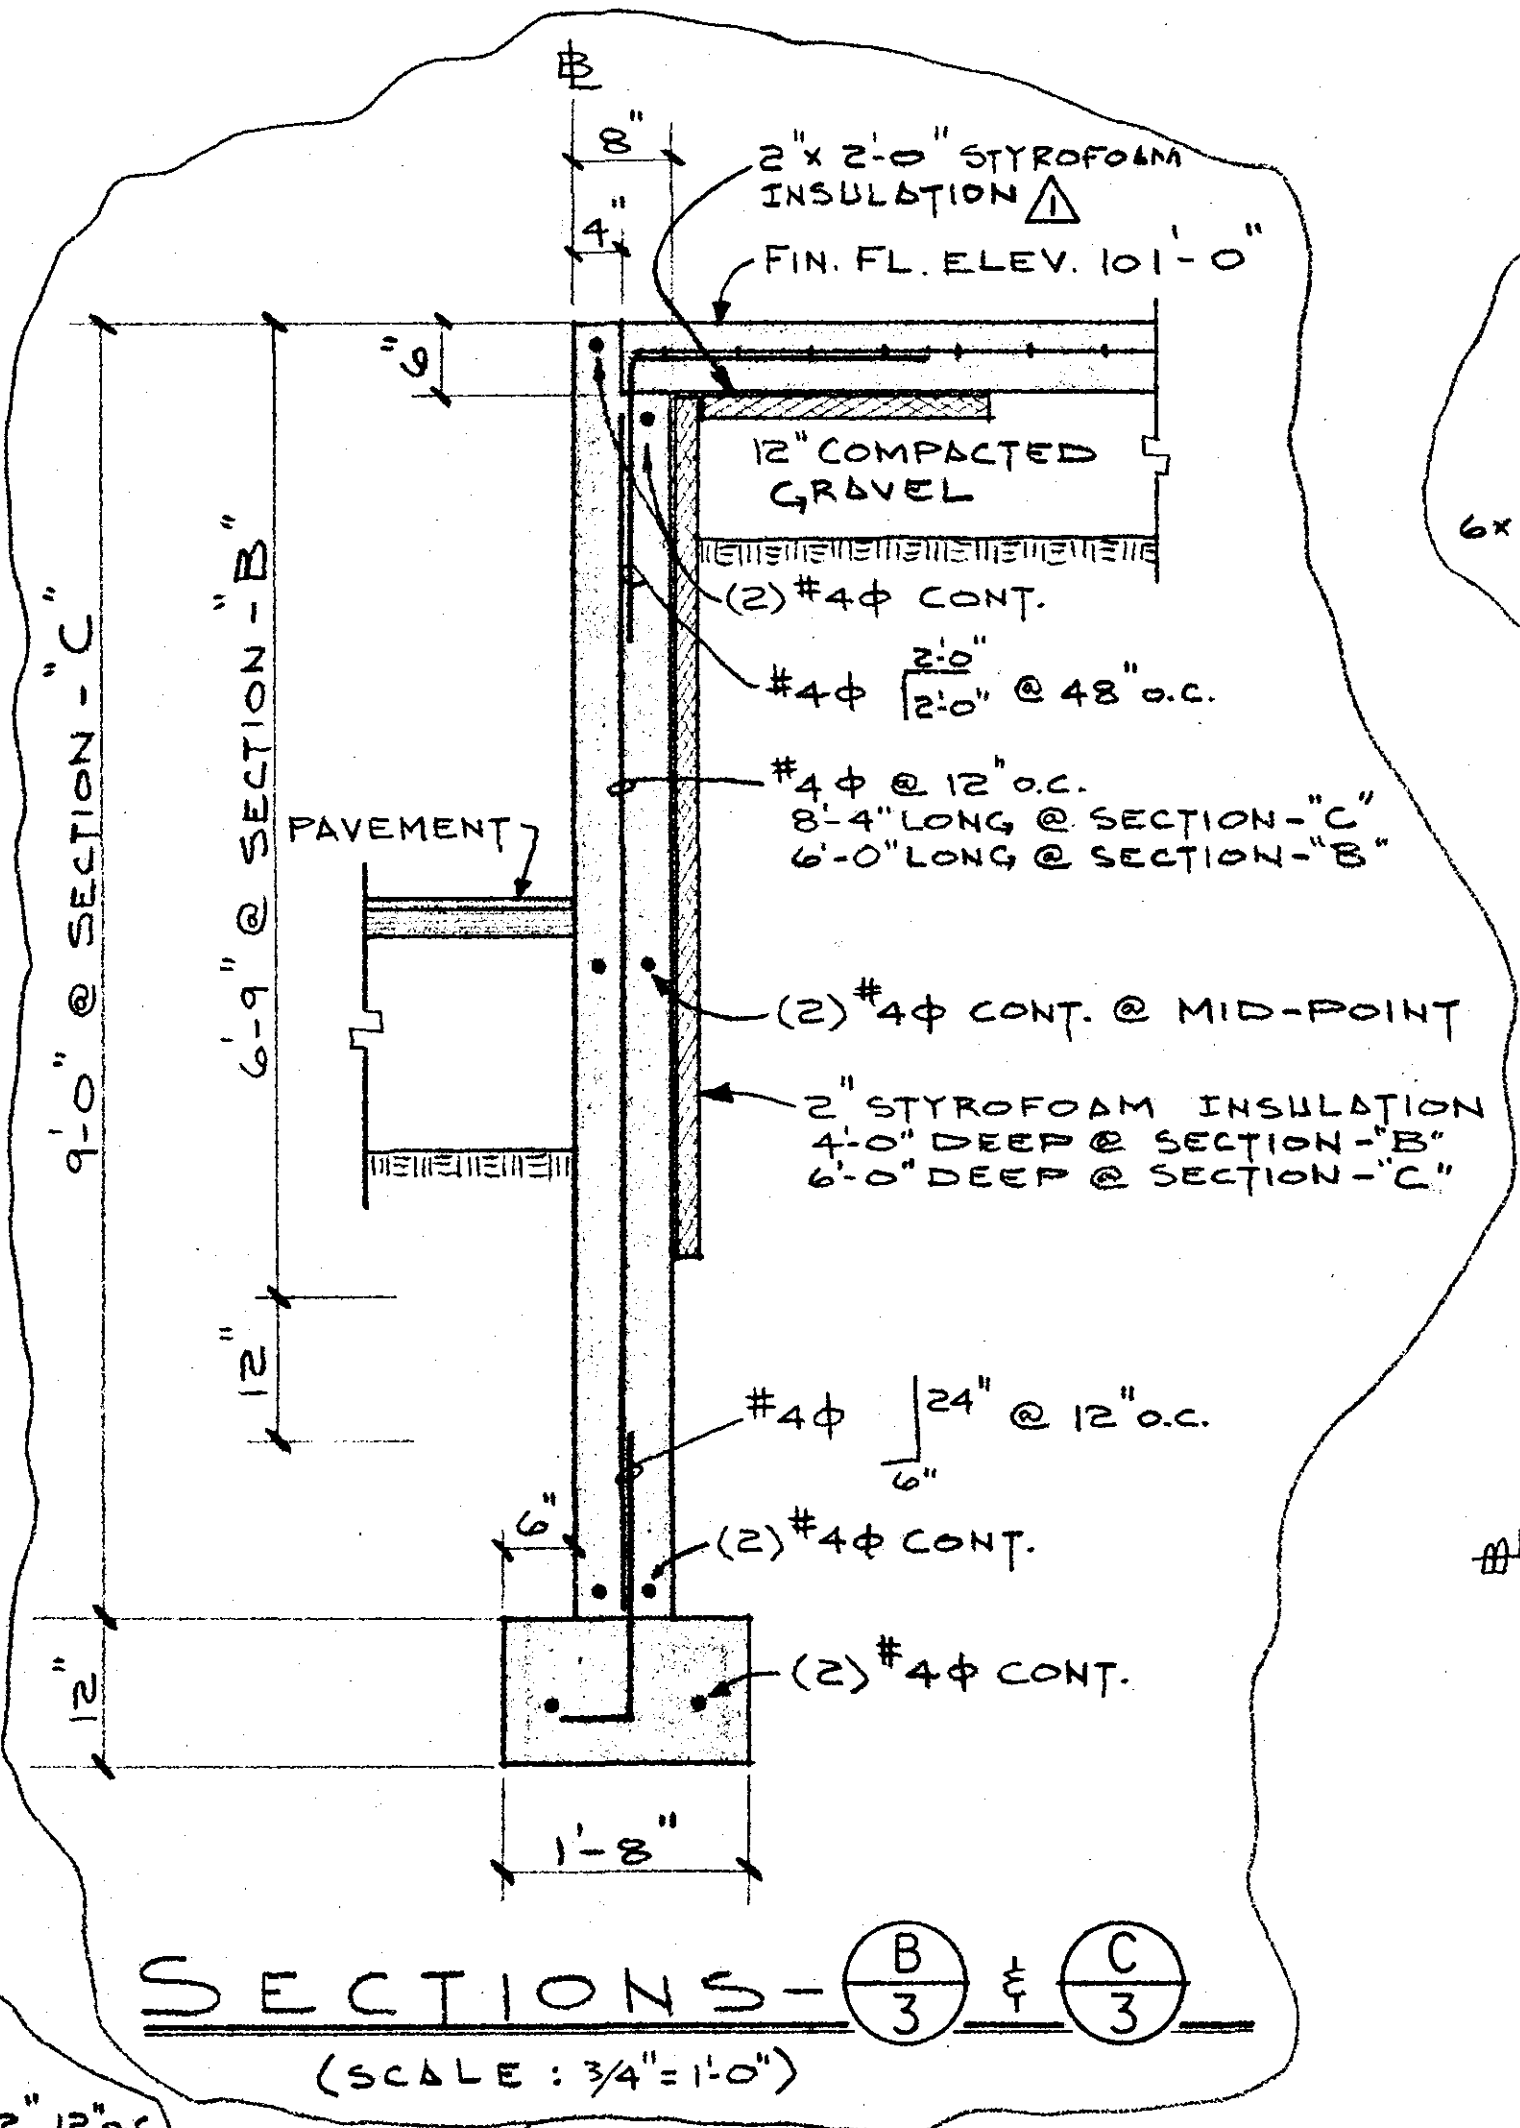 8"
2"x 2'-0" STYROFOAM
INSULATION 1
4"
FIN. FL. ELEV. 101'-0"
6"
12" COMPACTED
GRAVEL
6x
(2) #4φ CONT.
#4φ 2'-0" 2'-0" @ 48" o.c.
9'-0" @ SECTION-"C"
6'-9" @ SECTION-"B"
#4φ @ 12" o.c.
8'-4" LONG @ SECTION-"C"
6'-0" LONG @ SECTION-"B"
PAVEMENT
(2) #4φ CONT. @ MID-POINT
2" STYROFOAM INSULATION
4'-0" DEEP @ SECTION-"B"
6'-0" DEEP @ SECTION-"C"
12"
#4φ 24" @ 12" o.c.
6"
6"
(2) #4φ CONT.
(2) #4φ CONT.
12"
1'-8"
SECTIONS- B/3 & C/3
(SCALE : 3/4"=1'-0")
2" 12" o.c.